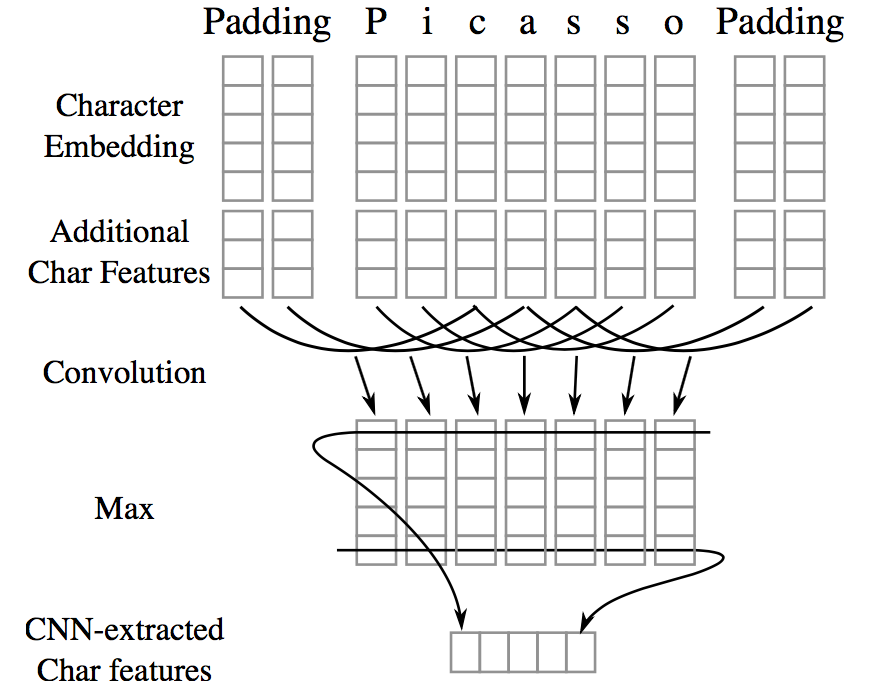 Padding P i c a s s o Padding
Character
Embedding
Additional
Char Features
Convolution
Max
CNN-extracted
Char features